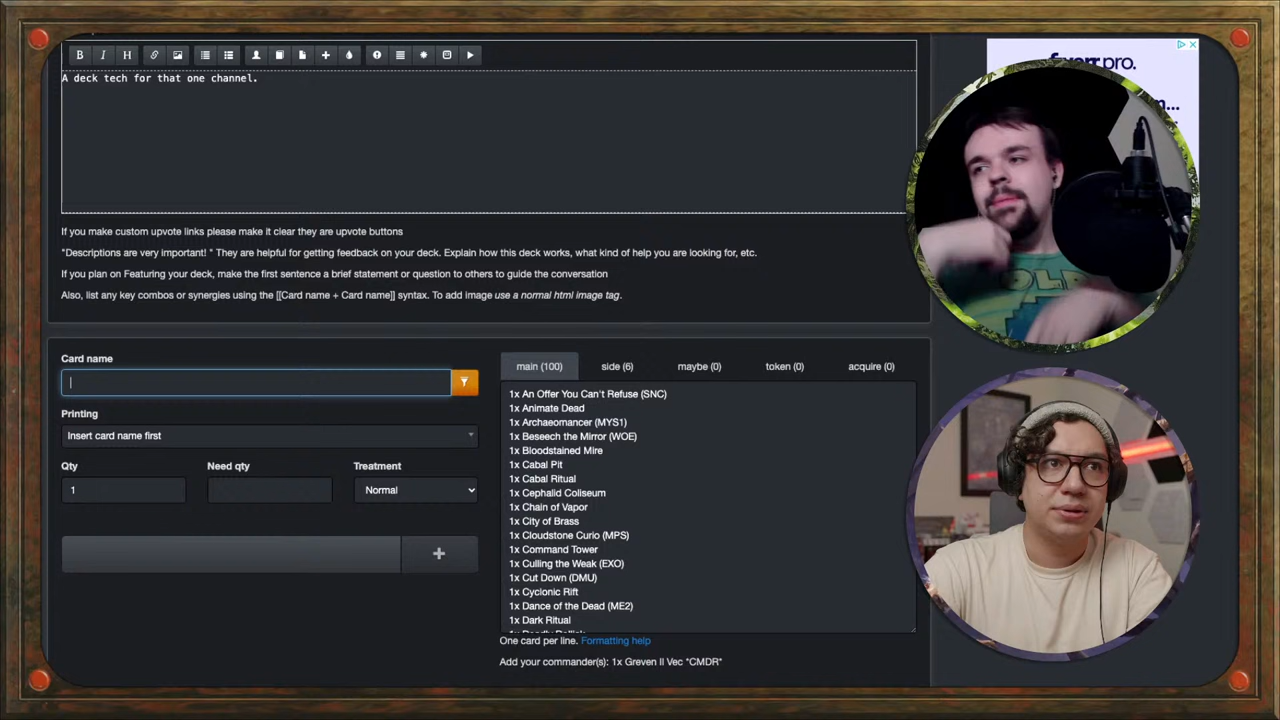 pro.
n...
B I H
A deck tech for that one channel.
If you make custom upvote links please make it clear they are upvote buttons
"Descriptions are very important! " They are helpful for getting feedback on your deck. Explain how this deck works, what kind of help you are looking for, etc.
If you plan on Featuring your deck, make the first sentence a brief statement or question to others to guide the conversation
Also, list any key combos or synergies using the [[Card name + Card name]] syntax. To add image use a normal html image tag.
Card name
Printing
Insert card name first
Qty
Need qty
Treatment
1
Normal
+
main (100)
side (6)
maybe (0)
token (0)
acquire (0)
1x An Offer You Can't Refuse (SNC)
1x Animate Dead
1x Archaeomancer (MYS1)
1x Beseech the Mirror (WOE)
1x Bloodstained Mire
1x Cabal Pit
1x Cabal Ritual
1x Cephalid Coliseum
1x Chain of Vapor
1x City of Brass
1x Cloudstone Curio (MPS)
1x Command Tower
1x Culling the Weak (EXO)
1x Cut Down (DMU)
1x Cyclonic Rift
1x Dance of the Dead (ME2)
1x Dark Ritual
One card per line. Formatting help
Add your commander(s): 1x Greven Il Vec *CMDR*